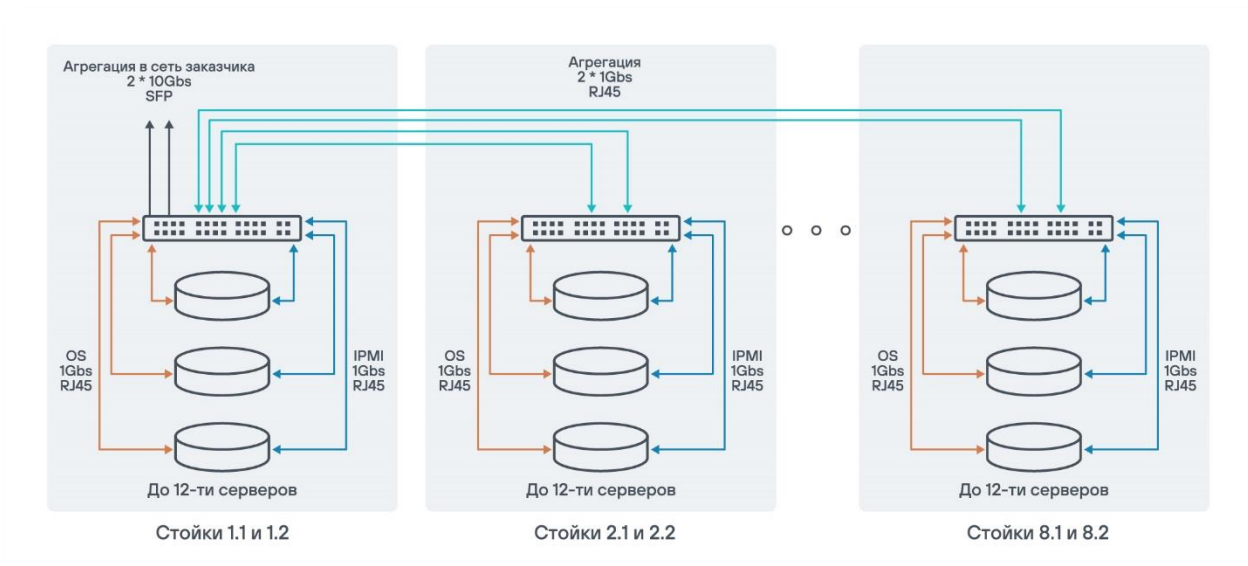 Агрегация в сеть заказчика
2 * 10Gbs
SFP
Агрегация
2 * 1Gbs
RJ45
OS
1Gbs
RJ45
IPMI
1Gbs
RJ45
OS
1Gbs
RJ45
IPMI
1Gbs
RJ45
OS
1Gbs
RJ45
IPMI
1Gbs
RJ45
До 12-ти серверов
До 12-ти серверов
До 12-ти серверов
Стойки 1.1 и 1.2
Стойки 2.1 и 2.2
Стойки 8.1 и 8.2